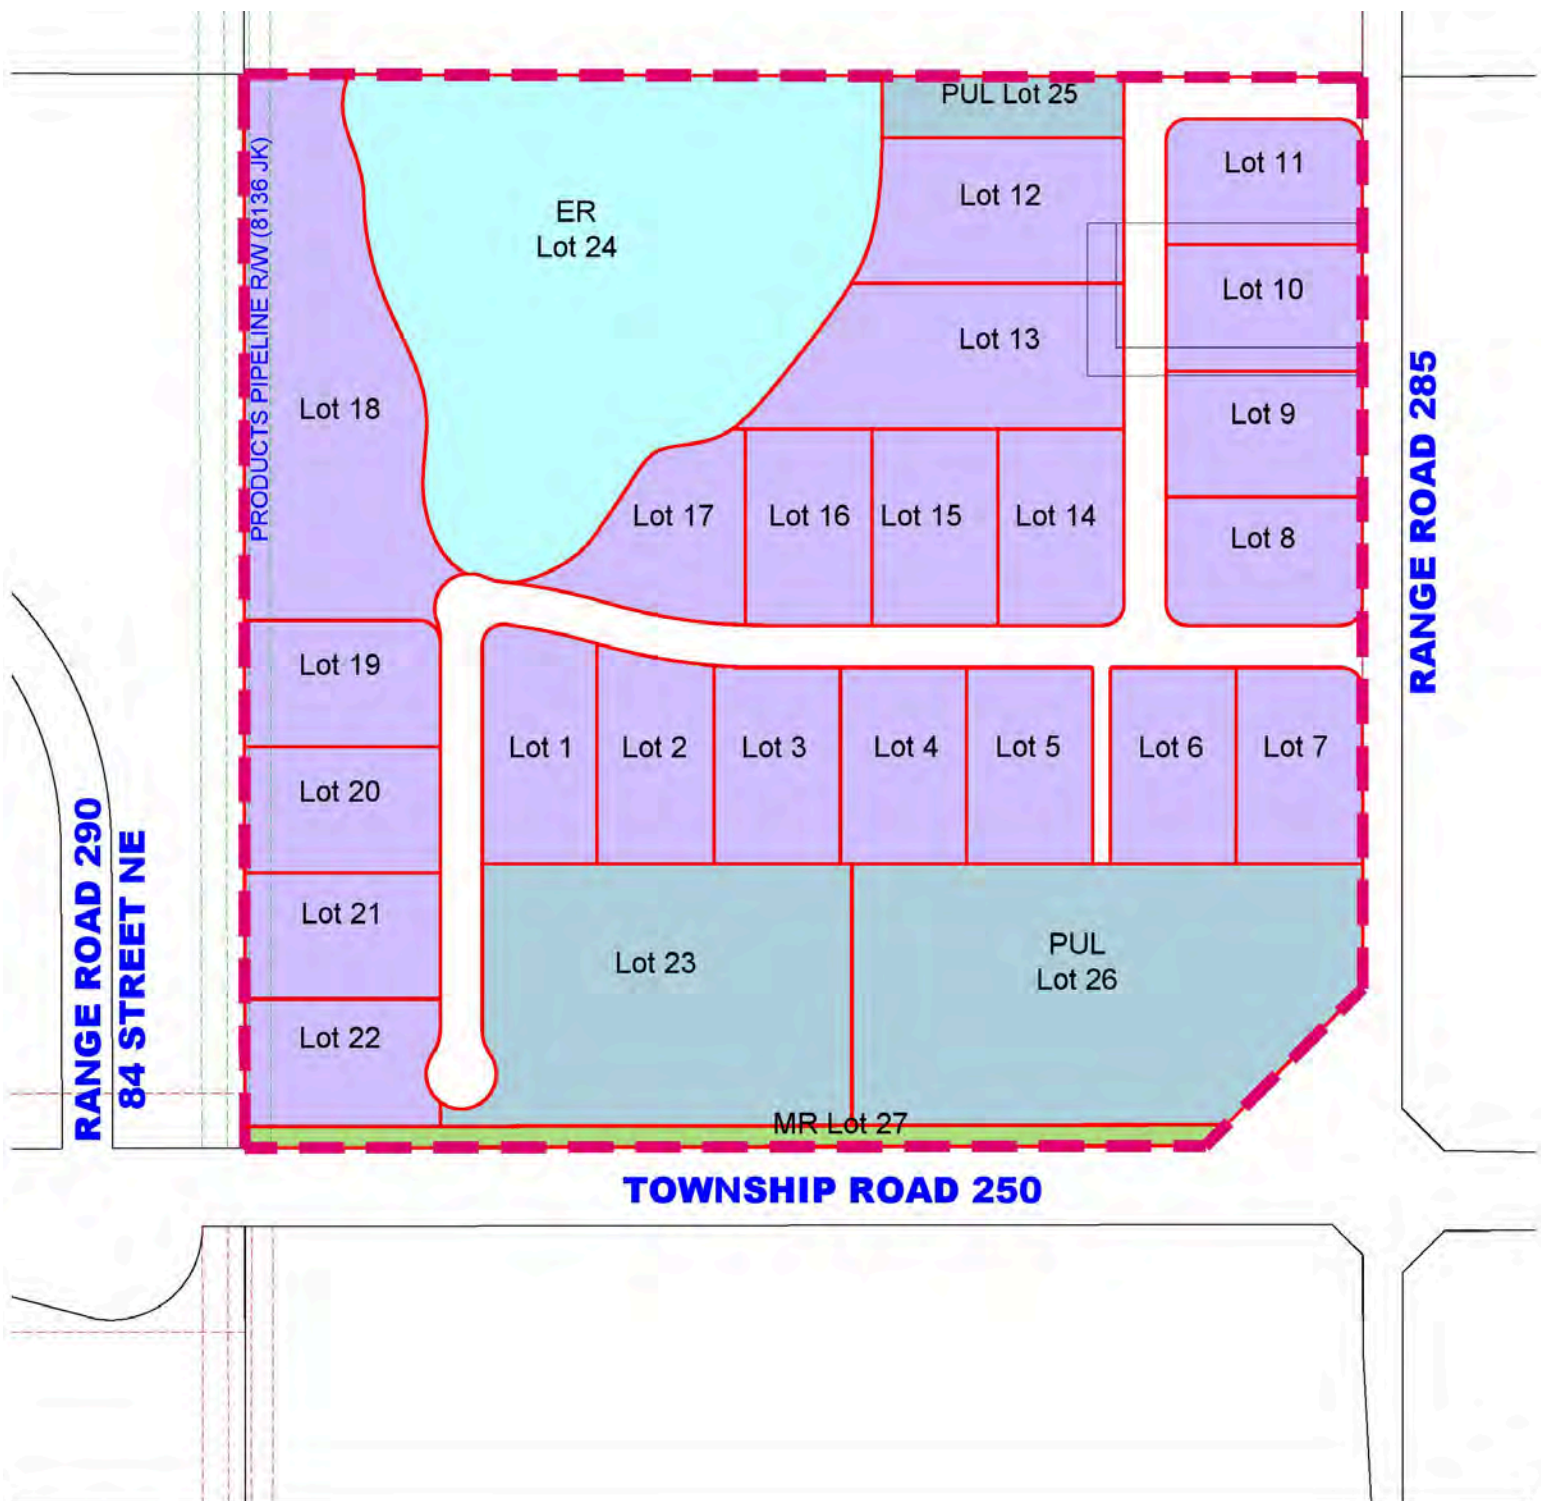 PUL Lot 25
Lot 11
Lot 12
ER
Lot 24
Lot 10
PRODUCTS PIPELINE R/W (8136 JK)
Lot 13
Lot 18
Lot 9
RANGE ROAD 285
Lot 17
Lot 16
Lot 15
Lot 14
Lot 8
Lot 19
Lot 1
Lot 2
Lot 3
Lot 4
Lot 5
Lot 6
Lot 7
Lot 20
Lot 21
RANGE ROAD 290
84 STREET NE
Lot 23
PUL
Lot 26
Lot 22
MR Lot 27
TOWNSHIP ROAD 250